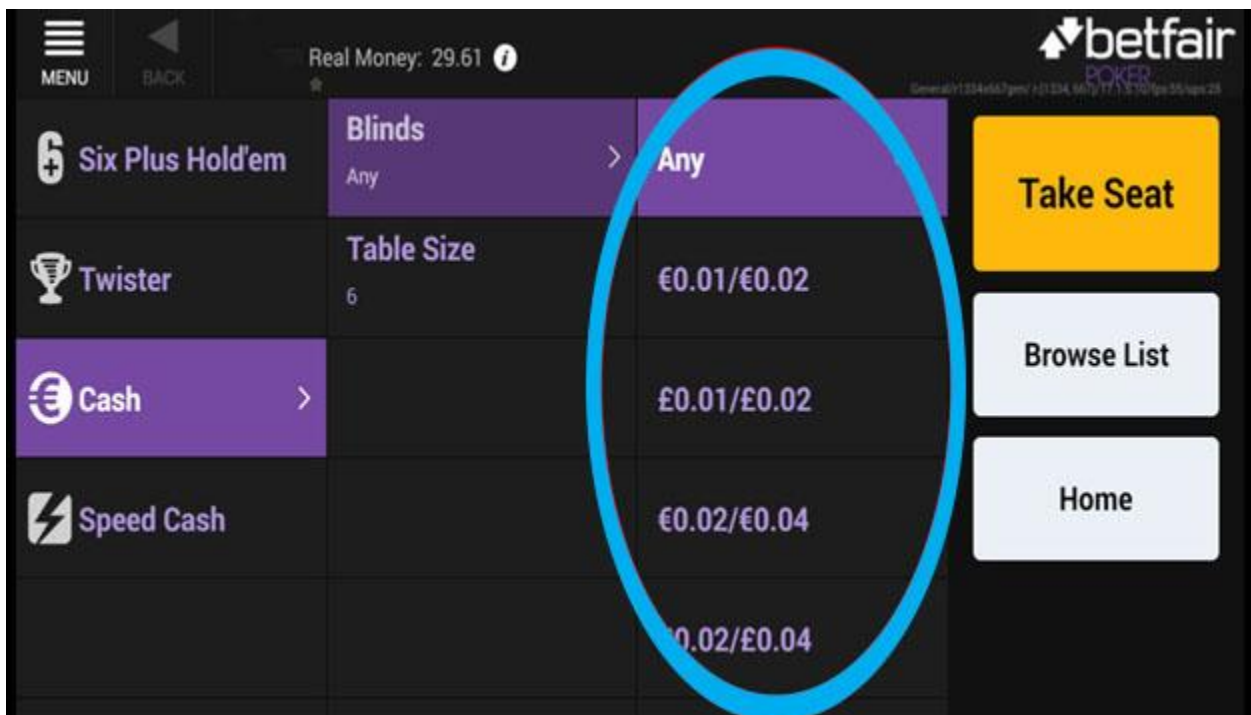 MENU
BACK
Real Money: 29.61 i
betfair
POKER
Six Plus Hold'em
Twister
Cash
Speed Cash
Blinds
Any
Table Size
6
Any
€0.01/€0.02
£0.01/£0.02
€0.02/€0.04
0.02/£0.04
Take Seat
Browse List
Home